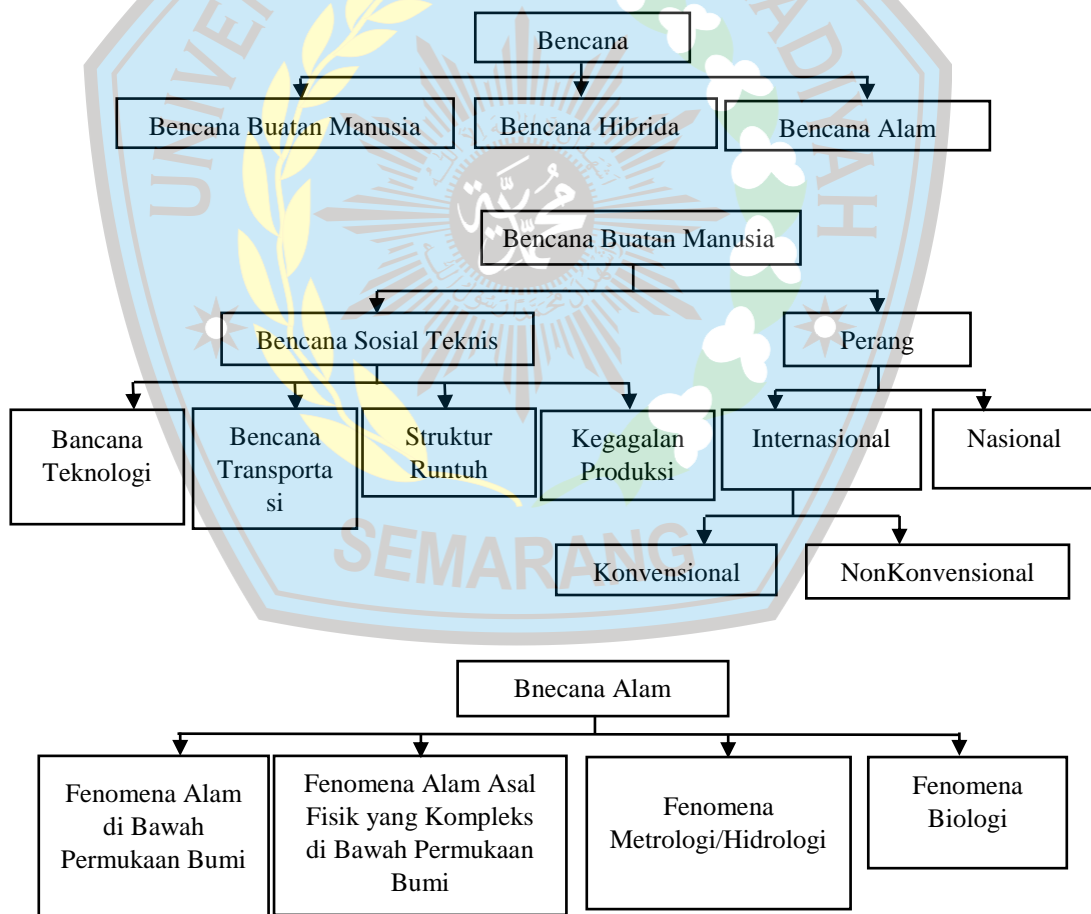 Bencana
Bencana Buatan Manusia
Bencana Hibrida
Bencana Alam
Bencana Buatan Manusia
Bencana Sosial Teknis
Perang
Bancana
Teknologi
Bencana
Transporta
si
Struktur
Runtuh
Kegagalan
Produksi
Internasional
Nasional
Konvensional
NonKonvensional
Bnecana Alam
Fenomena Alam
di Bawah
Permukaan Bumi
Fenomena Alam Asal
Fisik yang Kompleks
di Bawah Permukaan
Bumi
Fenomena
Metrologi/Hidrologi
Fenomena
Biologi
SEMARANG